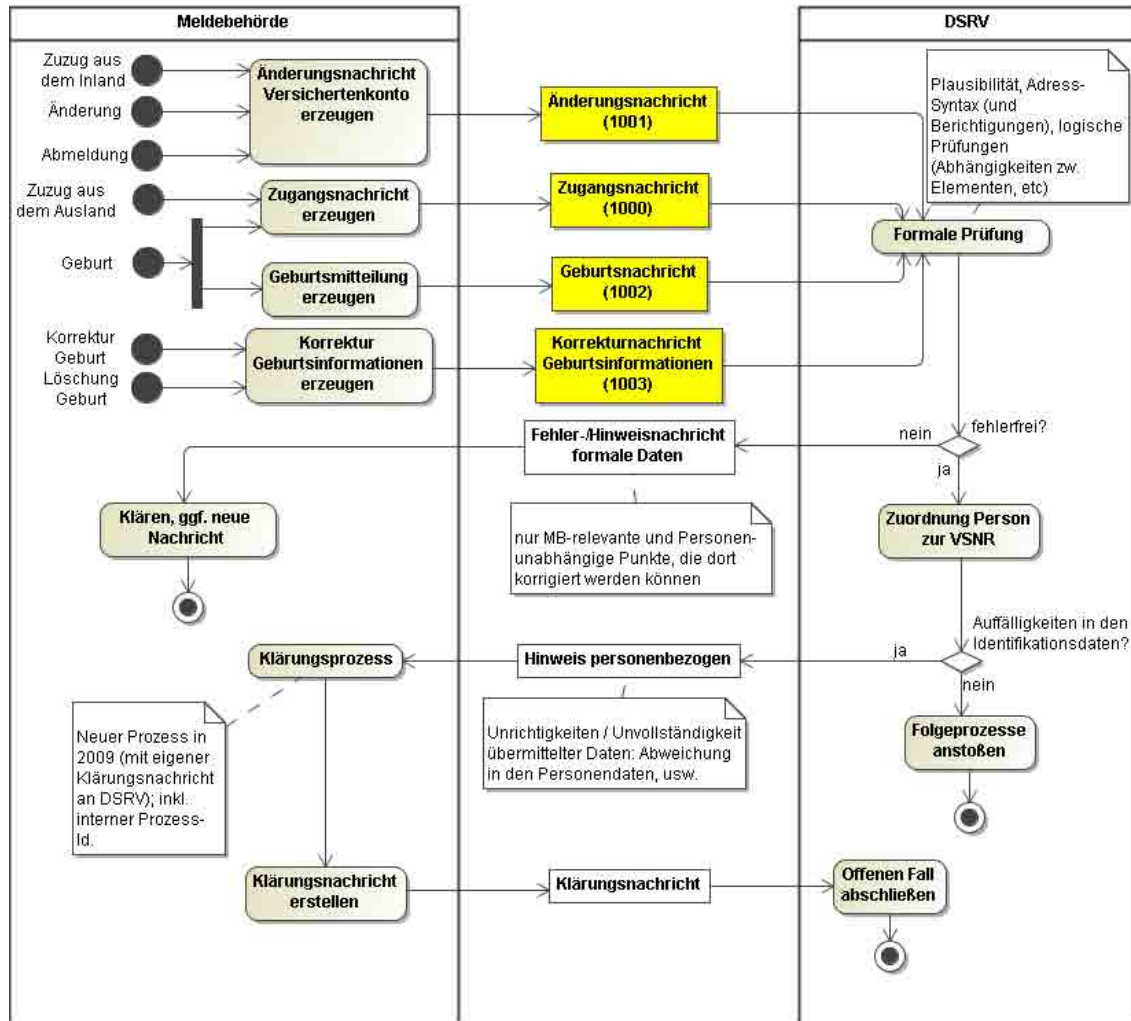 Meldebehörde
DSRV
Zuzug aus
dem Inland
Änderung
Abmeldung
Änderungsnachricht
Versichertenkonto
erzeugen
Änderungsnachricht
(1001)
Plausibilität, Adress-
Syntax (und
Berichtigungen), logische
Prüfungen
(Abhängigkeiten zw.
Elementen, etc)
Zuzug aus
dem Ausland
Zugangsnachricht
erzeugen
Zugangsnachricht
(1000)
Formale Prüfung
Geburt
Geburtsmitteilung
erzeugen
Geburtsnachricht
(1002)
Korrektur
Geburt
Löschung
Geburt
Korrektur
Geburtsinformationen
erzeugen
Korrekturnachricht
Geburtsinformationen
(1003)
fehlerfrei?
nein
ja
Fehler-/Hinweisnachricht
formale Daten
Klären, ggf. neue
Nachricht
nur MB-relevante und Personen-
unabhängige Punkte, die dort
korrigiert werden können
Zuordnung Person
zur VSNR
Auffälligkeiten in den
Identifikationsdaten?
ja
nein
Hinweis personenbezogen
Klärungsprozess
Unrichtigkeiten / Unvollständigkeit
übermittelter Daten: Abweichung
in den Personendaten, usw.
Neuer Prozess in
2009 (mit eigener
Klärungsnachricht
an DSRV); inkl.
interner Prozess-
Id.
Folgeprozesse
anstoßen
Klärungsnachricht
erstellen
Klärungsnachricht
Offenen Fall
abschließen